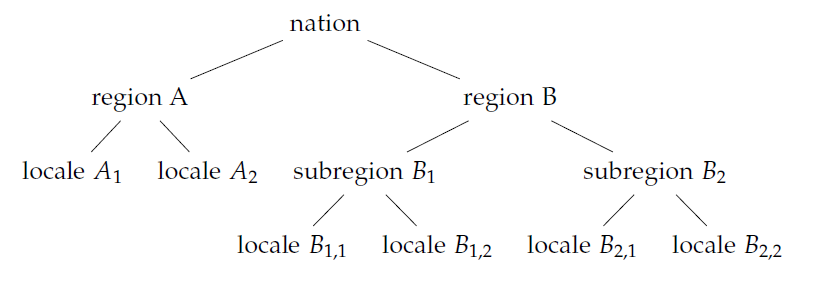 nation
region A region B
locale A₁ locale A₂ subregion B₁ subregion B₂
locale B₁,₁ locale B₁,₂ locale B₂,₁ locale B₂,₂